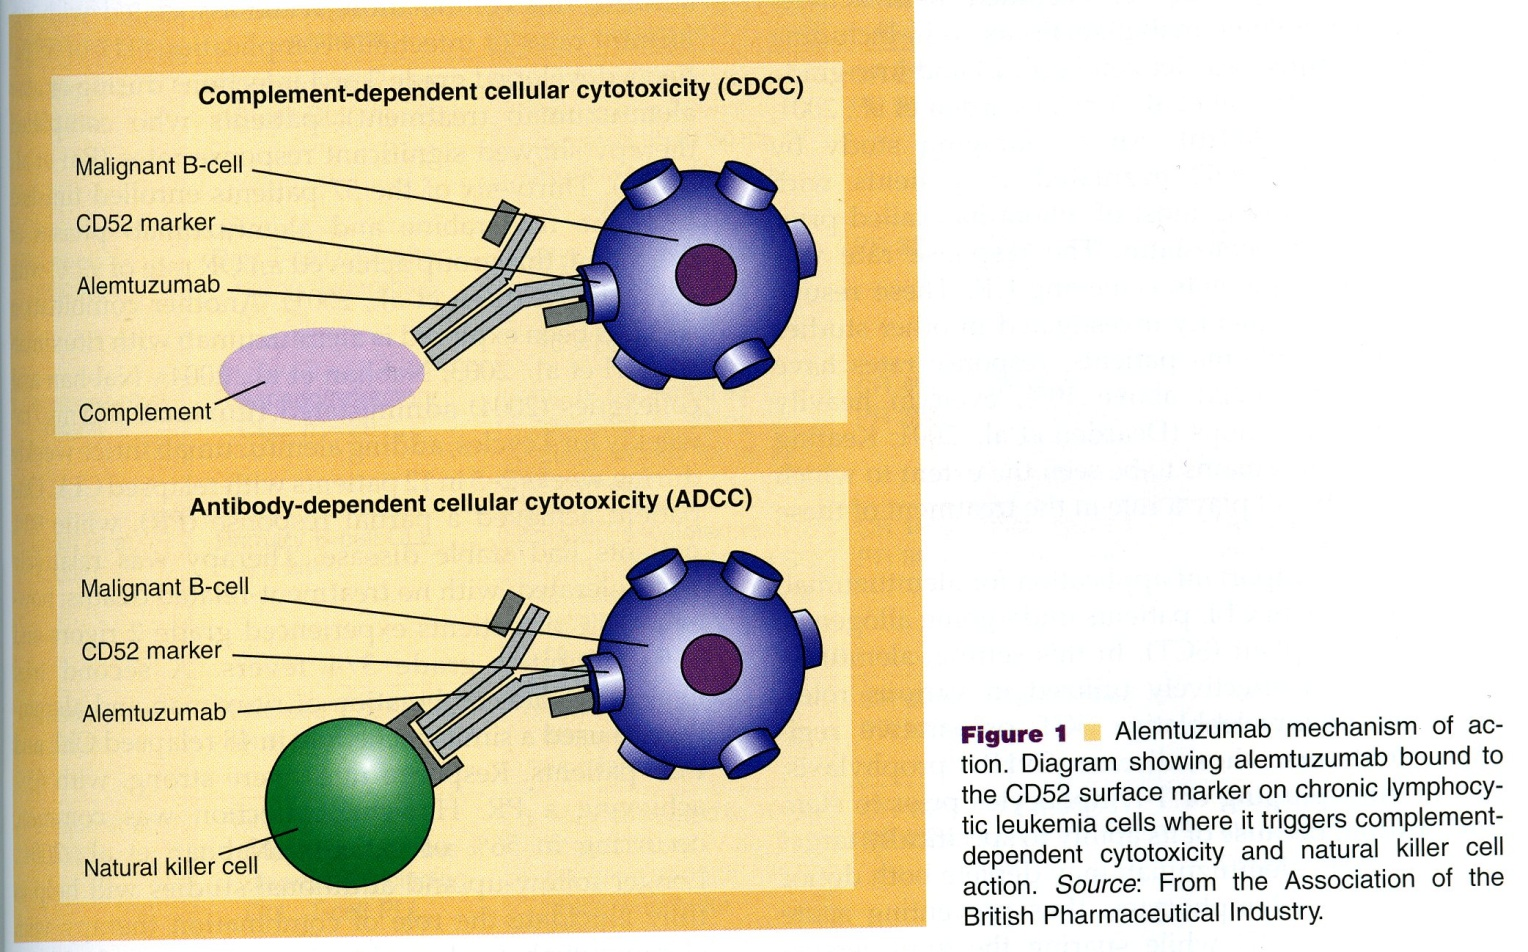 Complement-dependent cellular cytotoxicity (CDCC)
Malignant B-cell
CD52 marker
Alemtuzumab
Complement
Antibody-dependent cellular cytotoxicity (ADCC)
Malignant B-cell
CD52 marker
Alemtuzumab
Natural killer cell
Figure 1 Alemtuzumab mechanism of ac-
tion. Diagram showing alemtuzumab bound to
the CD52 surface marker on chronic lymphocy-
tic leukemia cells where it triggers complement-
dependent cytotoxicity and natural killer cell
action. Source: From the Association of the
British Pharmaceutical Industry.